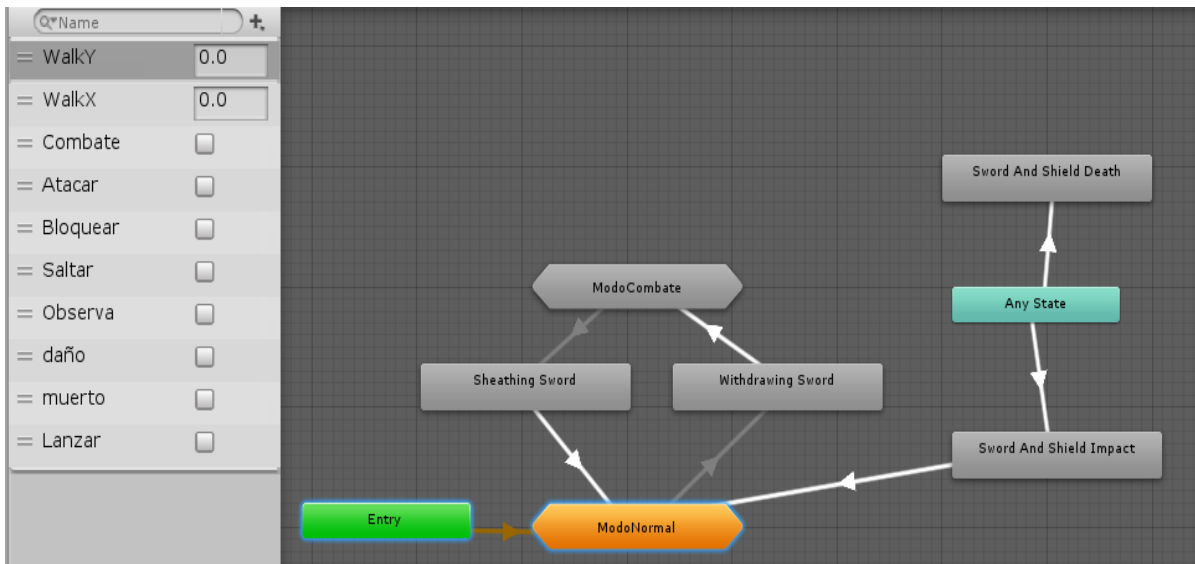 Name
WalkY 0.0
WalkX 0.0
Combate
Atacar
Bloquear
Saltar
Observa
daño
muerto
Lanzar
Sword And Shield Death
ModoCombate
Any State
Sheathing Sword
Withdrawing Sword
Sword And Shield Impact
Entry
ModoNormal